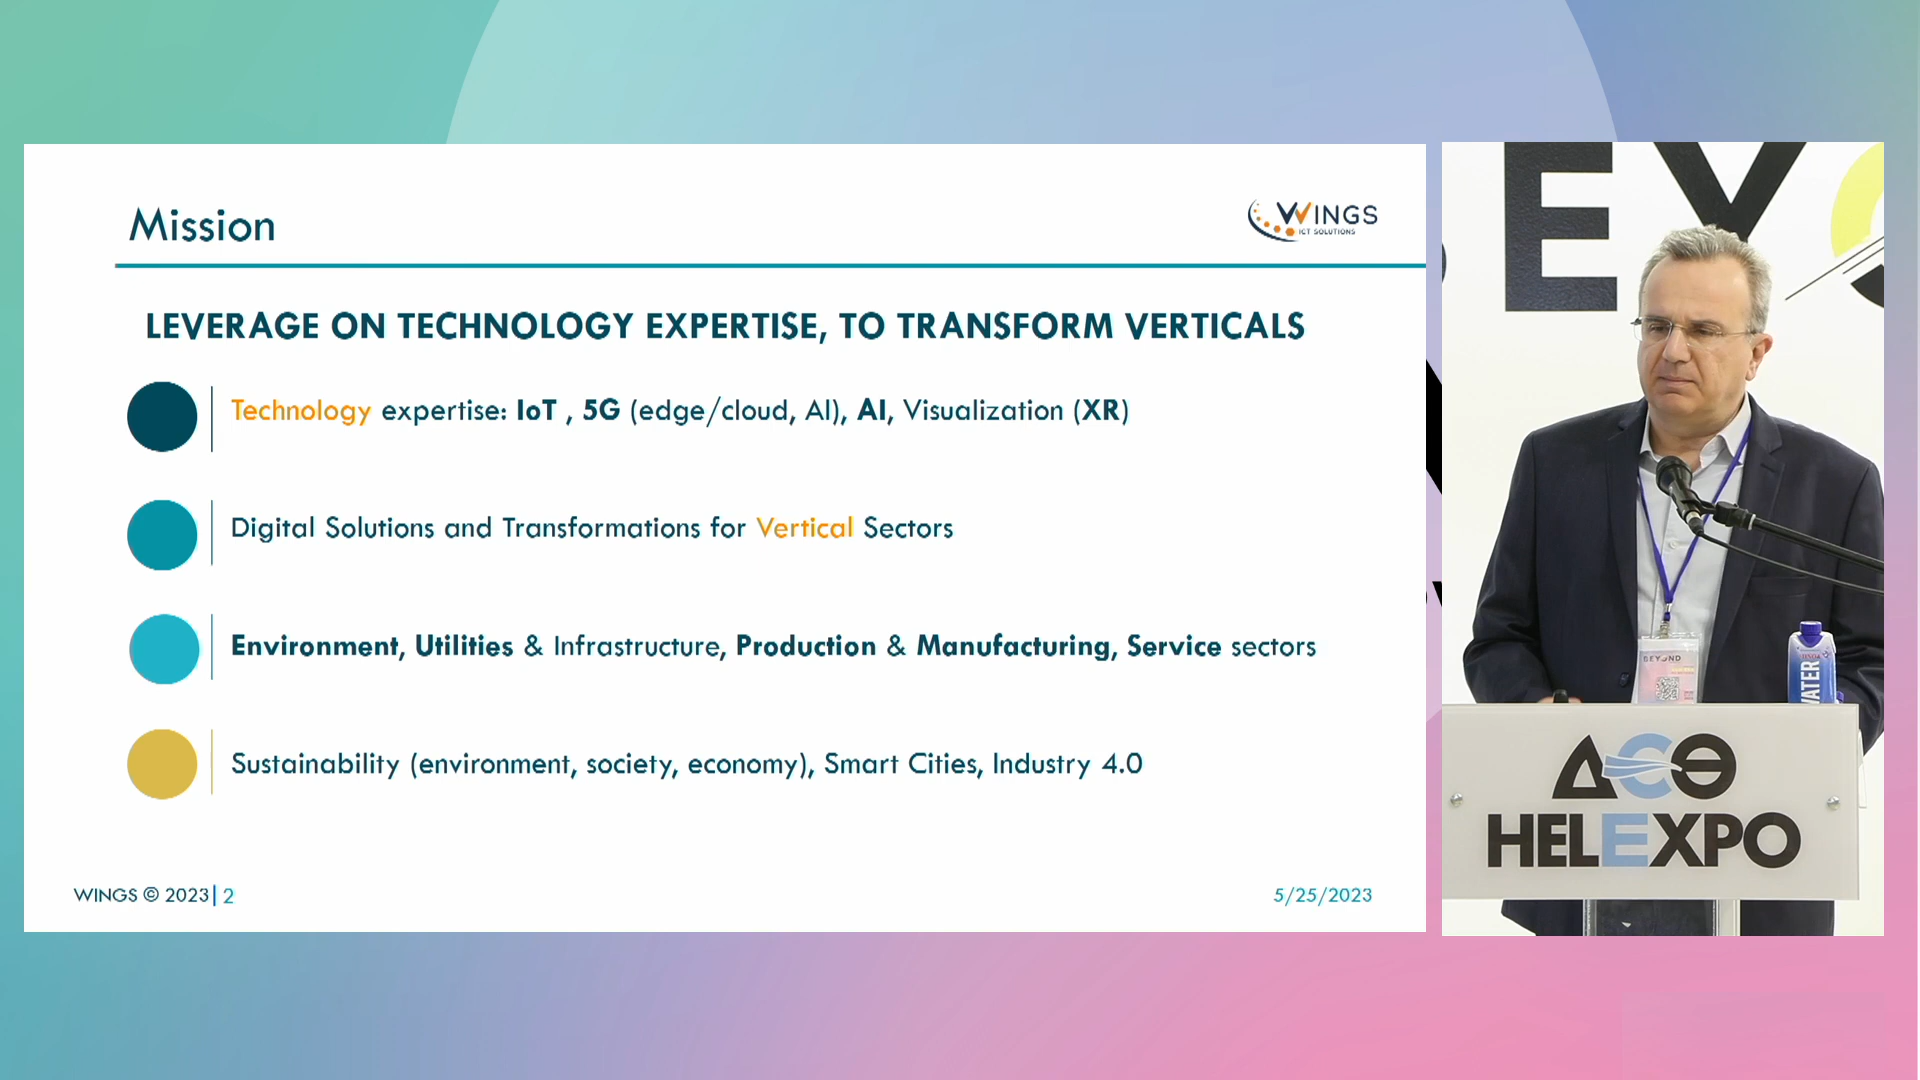 Mission
WINGS
ICT SOLUTIONS
LEVERAGE ON TECHNOLOGY EXPERTISE, TO TRANSFORM VERTICALS
Technology expertise: IoT , 5G (edge/cloud, AI), AI, Visualization (XR)
Digital Solutions and Transformations for Vertical Sectors
Environment, Utilities & Infrastructure, Production & Manufacturing, Service sectors
Sustainability (environment, society, economy), Smart Cities, Industry 4.0
WINGS © 2023 | 2
5/25/2023
EY
BEYOND
WATER
ΔΕΘ
HELEXPO